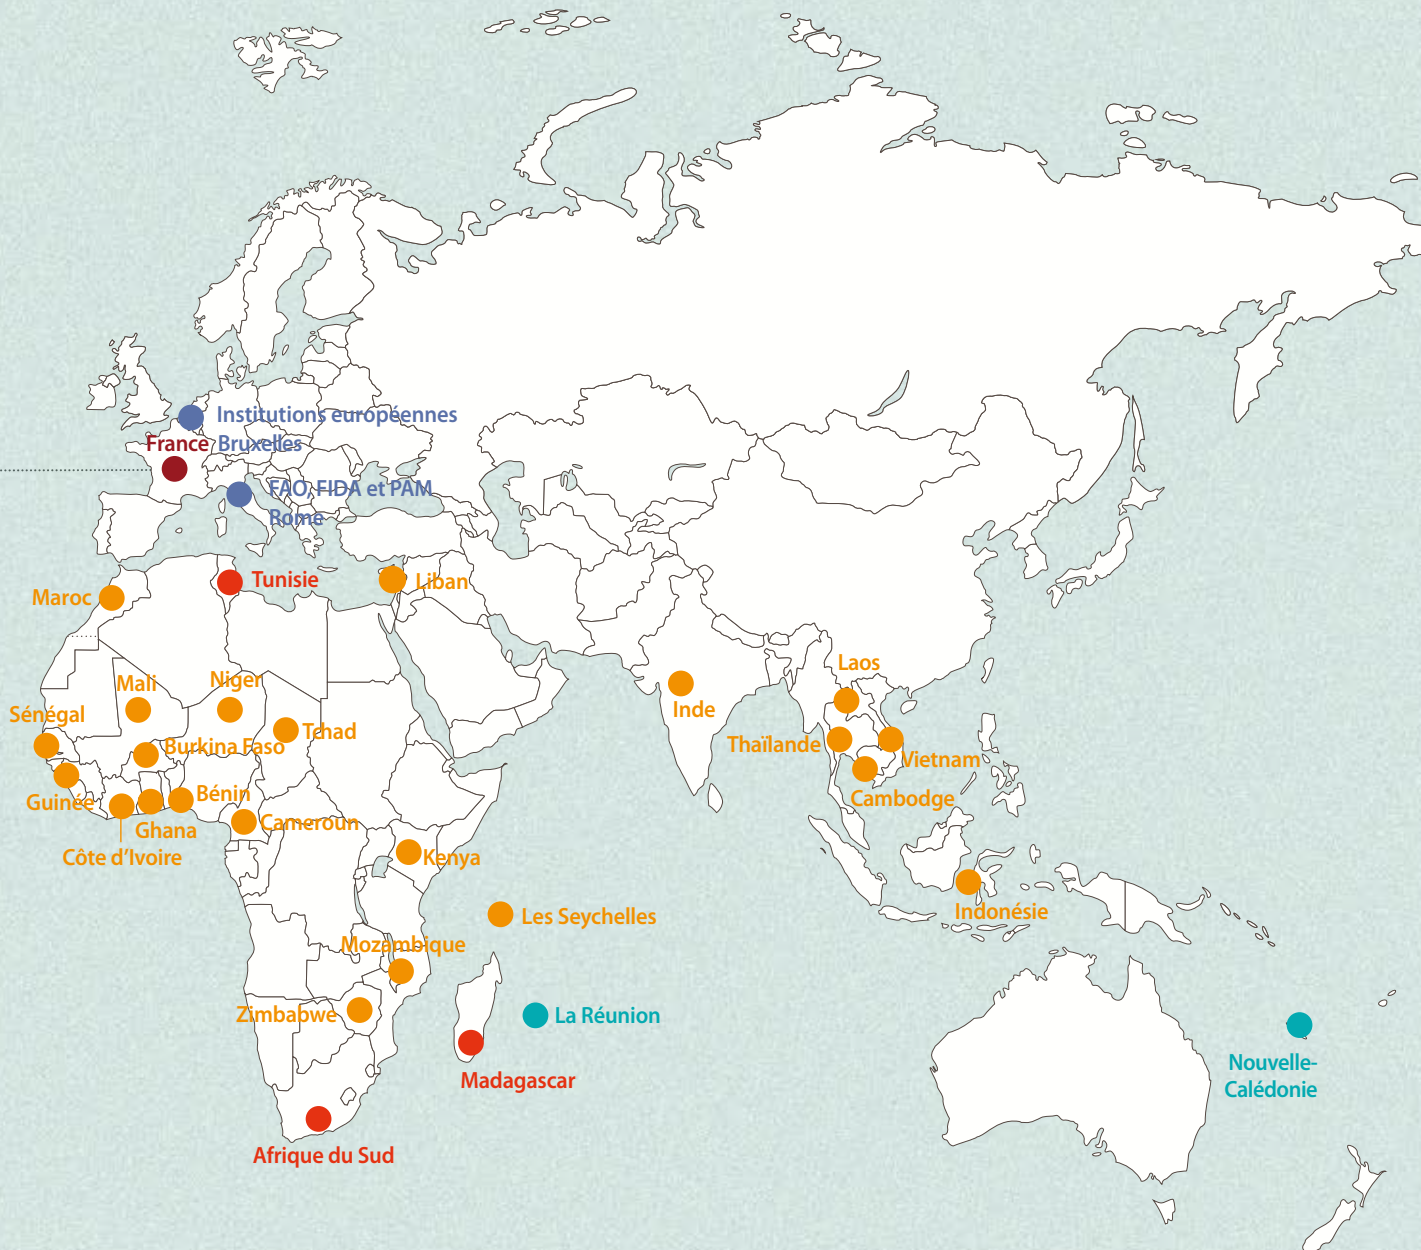 Institutions européennes
Bruxelles
France
FAO, FIDA et PAM
Rome
Tunisie
Liban
Maroc
Mali
Niger
Sénégal
Tchad
Burkina Faso
Bénin
Guinée
Ghana
Côte d'Ivoire
Cameroun
Kenya
Les Seychelles
Mozambique
Zimbabwe
La Réunion
Madagascar
Afrique du Sud
Inde
Laos
Thaïlande
Vietnam
Cambodge
Indonésie
Nouvelle-
Calédonie